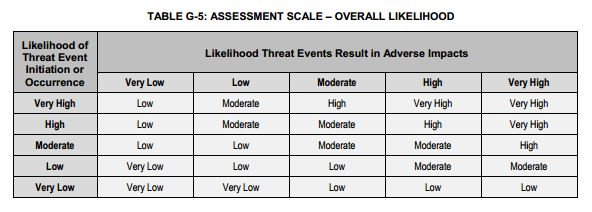 TABLE G-5: ASSESSMENT SCALE – OVERALL LIKELIHOOD
Likelihood of Threat Event Initiation or Occurrence
Likelihood Threat Events Result in Adverse Impacts
Very Low Low Moderate High Very High
Very High Low Moderate High Very High Very High
High Low Moderate Moderate High Very High
Moderate Low Low Moderate Moderate High
Low Very Low Low Low Moderate Moderate
Very Low Very Low Very Low Low Low Low